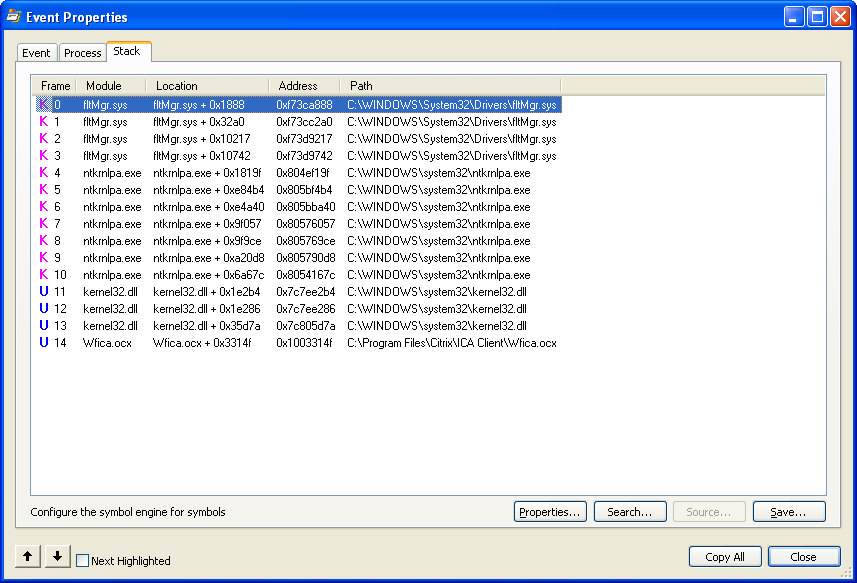 Event Properties
Event Process Stack
Frame Module Location Address Path
K 0 fltMgr.sys fltMgr.sys + 0x1888 0xf73ca888 C:\WINDOWS\System32\Drivers\fltMgr.sys
K 1 fltMgr.sys fltMgr.sys + 0x32a0 0xf73cc2a0 C:\WINDOWS\System32\Drivers\fltMgr.sys
K 2 fltMgr.sys fltMgr.sys + 0x10217 0xf73d9217 C:\WINDOWS\System32\Drivers\fltMgr.sys
K 3 fltMgr.sys fltMgr.sys + 0x10742 0xf73d9742 C:\WINDOWS\System32\Drivers\fltMgr.sys
K 4 ntkrnlpa.exe ntkrnlpa.exe + 0x1819f 0x804ef19f C:\WINDOWS\system32\ntkrnlpa.exe
K 5 ntkrnlpa.exe ntkrnlpa.exe + 0xe84b4 0x805bf4b4 C:\WINDOWS\system32\ntkrnlpa.exe
K 6 ntkrnlpa.exe ntkrnlpa.exe + 0xe4a40 0x805bba40 C:\WINDOWS\system32\ntkrnlpa.exe
K 7 ntkrnlpa.exe ntkrnlpa.exe + 0x9f057 0x80576057 C:\WINDOWS\system32\ntkrnlpa.exe
K 8 ntkrnlpa.exe ntkrnlpa.exe + 0x9f9ce 0x805769ce C:\WINDOWS\system32\ntkrnlpa.exe
K 9 ntkrnlpa.exe ntkrnlpa.exe + 0xa20d8 0x805790d8 C:\WINDOWS\system32\ntkrnlpa.exe
K 10 ntkrnlpa.exe ntkrnlpa.exe + 0x6a67c 0x8054167c C:\WINDOWS\system32\ntkrnlpa.exe
U 11 kernel32.dll kernel32.dll + 0x1e2b4 0x7c7ee2b4 C:\WINDOWS\system32\kernel32.dll
U 12 kernel32.dll kernel32.dll + 0x1e286 0x7c7ee286 C:\WINDOWS\system32\kernel32.dll
U 13 kernel32.dll kernel32.dll + 0x35d7a 0x7c805d7a C:\WINDOWS\system32\kernel32.dll
U 14 Wfica.ocx Wfica.ocx + 0x3314f 0x1003314f C:\Program Files\Citrix\ICA Client\Wfica.ocx
Configure the symbol engine for symbols Properties... Search... Source... Save...
Next Highlighted Copy All Close